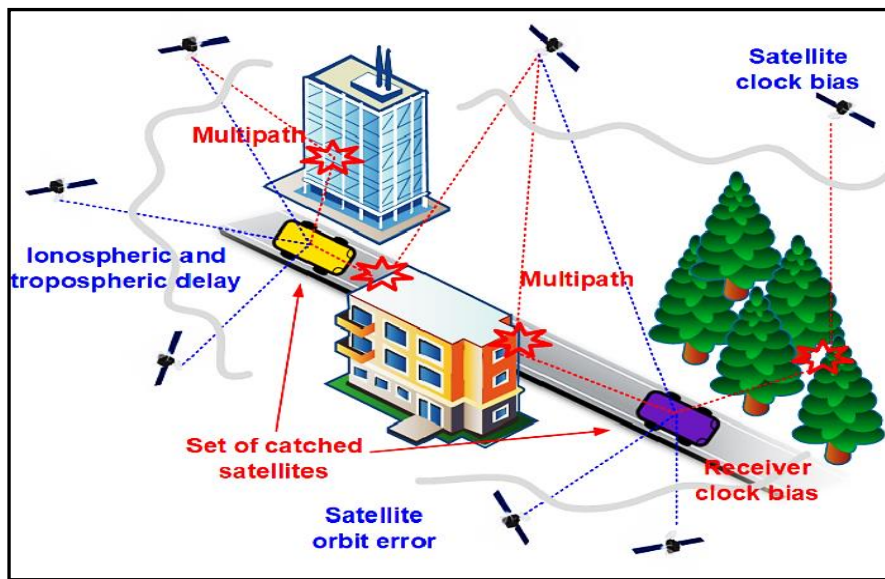 Satellite
clock bias
Multipath
Ionospheric and
tropospheric delay
Multipath
Set of catched
satellites
Receiver
clock bias
Satellite
orbit error